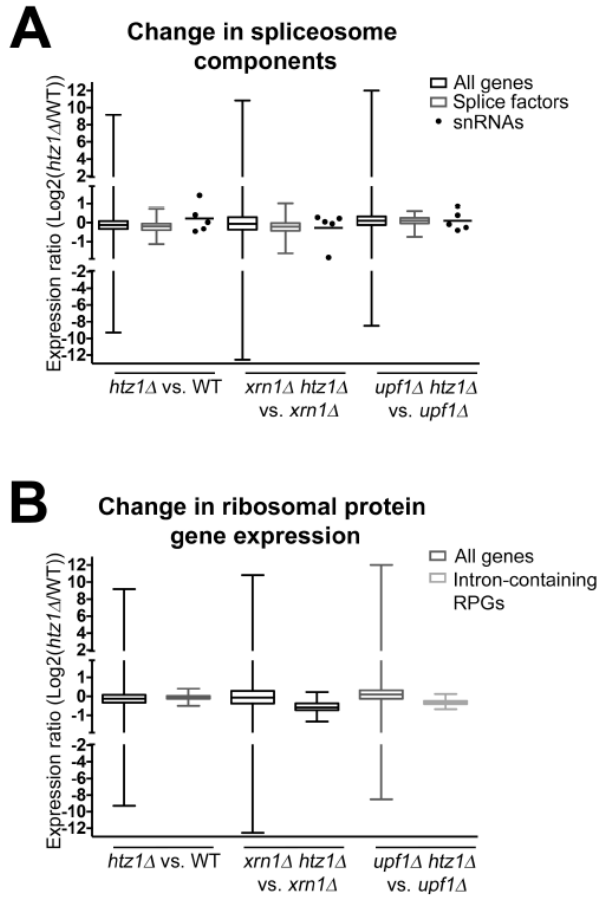 A
Change in spliceosome
components
Expression ratio (Log2(htz1Δ/WT))
12
10
8
6
4
2
1
0
-1
-2
-4
-6
-8
-10
-12
All genes
Splice factors
snRNAs
htz1Δ vs. WT
xrn1Δ htz1Δ
vs. xrn1Δ
upf1Δ htz1Δ
vs. upf1Δ
B
Change in ribosomal protein
gene expression
Expression ratio (Log2(htz1Δ/WT))
12
10
8
6
4
2
1
0
-1
-2
-4
-6
-8
-10
-12
All genes
Intron-containing
RPGs
htz1Δ vs. WT
xrn1Δ htz1Δ
vs. xrn1Δ
upf1Δ htz1Δ
vs. upf1Δ